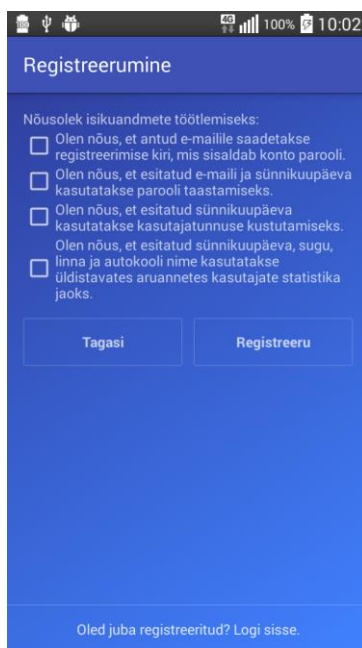 4G 100% 10:02
Registreerumine
Nõusolek isikuandmete töötlemiseks:
Olen nõus, et antud e-mailile saadetakse
registreerimise kiri, mis sisaldab konto parooli.
Olen nõus, et esitatud e-maili ja sünnikuupäeva
kasutatakse parooli taastamiseks.
Olen nõus, et esitatud sünnikuupäeva
kasutatakse kasutajatunnuse kustutamiseks.
Olen nõus, et esitatud sünnikuupäeva, sugu,
linna ja autokooli nime kasutatakse
üldistavates aruannetes kasutajate statistika
jaoks.
Tagasi Registreeru
Oled juba registreeritud? Logi sisse.